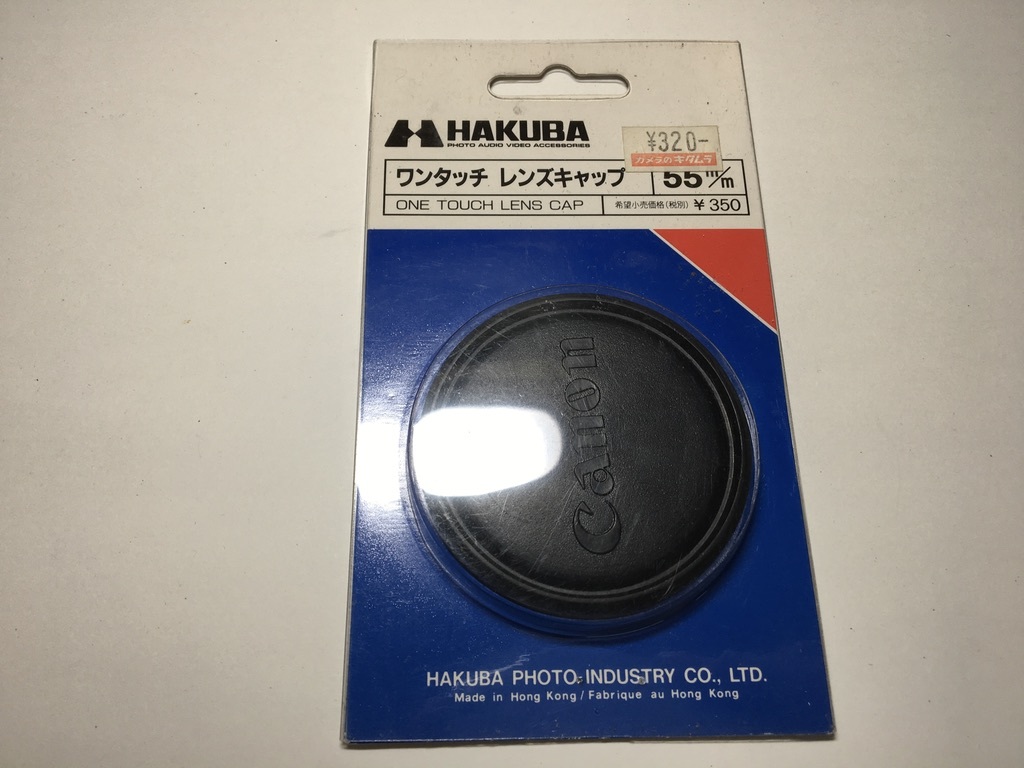 HAKUBA
PHOTO AUDIO VIDEO ACCESSORIES
¥320-
カメラのキタムラ
ワンタッチ レンズキャップ 55m/m
ONE TOUCH LENS CAP 希望小売価格(税別) ¥350
Canon
HAKUBA PHOTO INDUSTRY CO., LTD.
Made in Hong Kong / Fabrique au Hong Kong